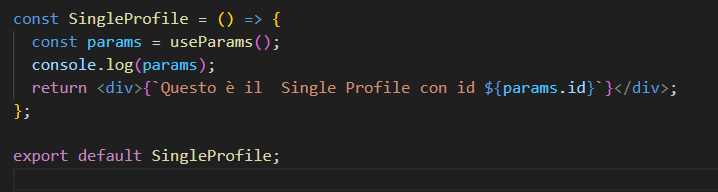 const SingleProfile = () => {
  const params = useParams();
  console.log(params);
  return <div>{`Questo è il  Single Profile con id ${params.id}`}</div>;
};

export default SingleProfile;